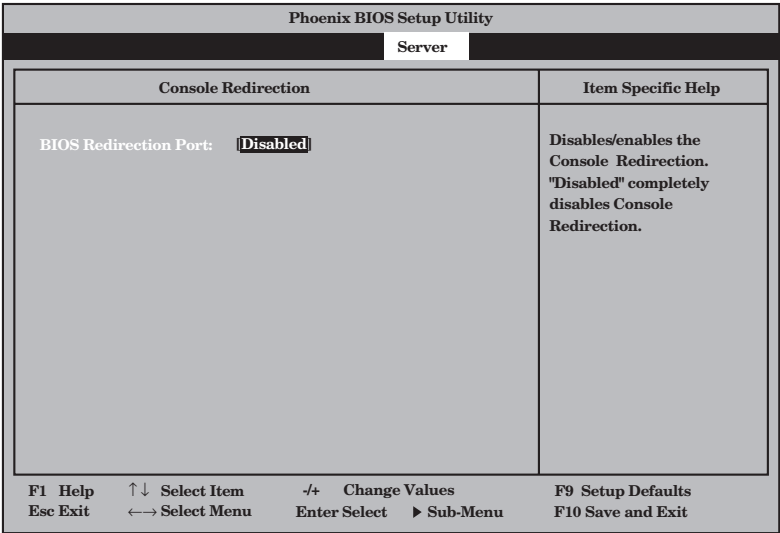 Phoenix BIOS Setup Utility
Server
Console Redirection
Item Specific Help
BIOS Redirection Port: [Disabled]
Disables/enables the
Console Redirection.
"Disabled" completely
disables Console
Redirection.
F1 Help ↑↓ Select Item -/+ Change Values F9 Setup Defaults
Esc Exit ←→ Select Menu Enter Select ▶ Sub-Menu F10 Save and Exit